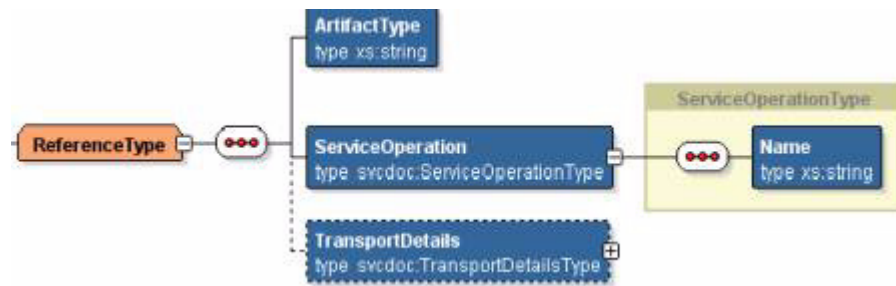 ArtifactType
type xs:string
ReferenceType
ServiceOperation
type svcdoc:ServiceOperationType
ServiceOperationType
Name
type xs:string
TransportDetails
type svcdoc:TransportDetailsType